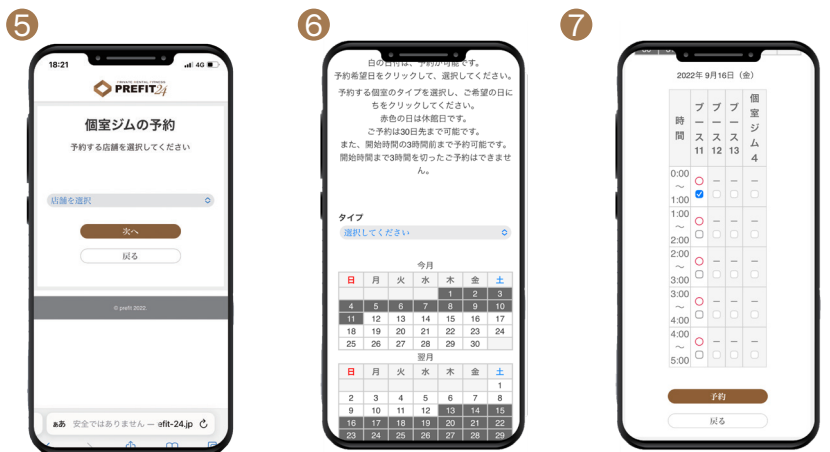 5
18:21
4G
PRIVATE RENTAL FITNESS
PREFIT24
個室ジムの予約
予約する店舗を選択してください
店舗を選択
次へ
戻る
© prefit 2022
ぁあ 安全ではありません — efit-24.jp
6
白の日付は、予約が可能です。
予約希望日をクリックして、選択してください。
予約する個室のタイプを選択し、ご希望の日に
ちをクリックしてください。
赤色の日は休館日です。
ご予約は30日先まで可能です。
また、開始時間の3時間前まで予約可能です。
開始時間まで3時間を切ったご予約はできませ
ん。
タイプ
選択してください
今月
日 月 火 水 木 金 土
1 2 3
4 5 6 7 8 9 10
11 12 13 14 15 16 17
18 19 20 21 22 23 24
25 26 27 28 29 30
翌月
日 月 火 水 木 金 土
1
2 3 4 5 6 7 8
9 10 11 12 13 14 15
16 17 18 19 20 21 22
23 24 25 26 27 28 29
7
2022年 9月16日（金）
時間 ブース11 ブース12 ブース13 個室ジム4
0:00
～ ○ － － －
1:00
1:00
～ ○ － － －
2:00
2:00
～ ○ － － －
3:00
3:00
～ ○ － － －
4:00
4:00
～ ○ － － －
5:00
予約
戻る